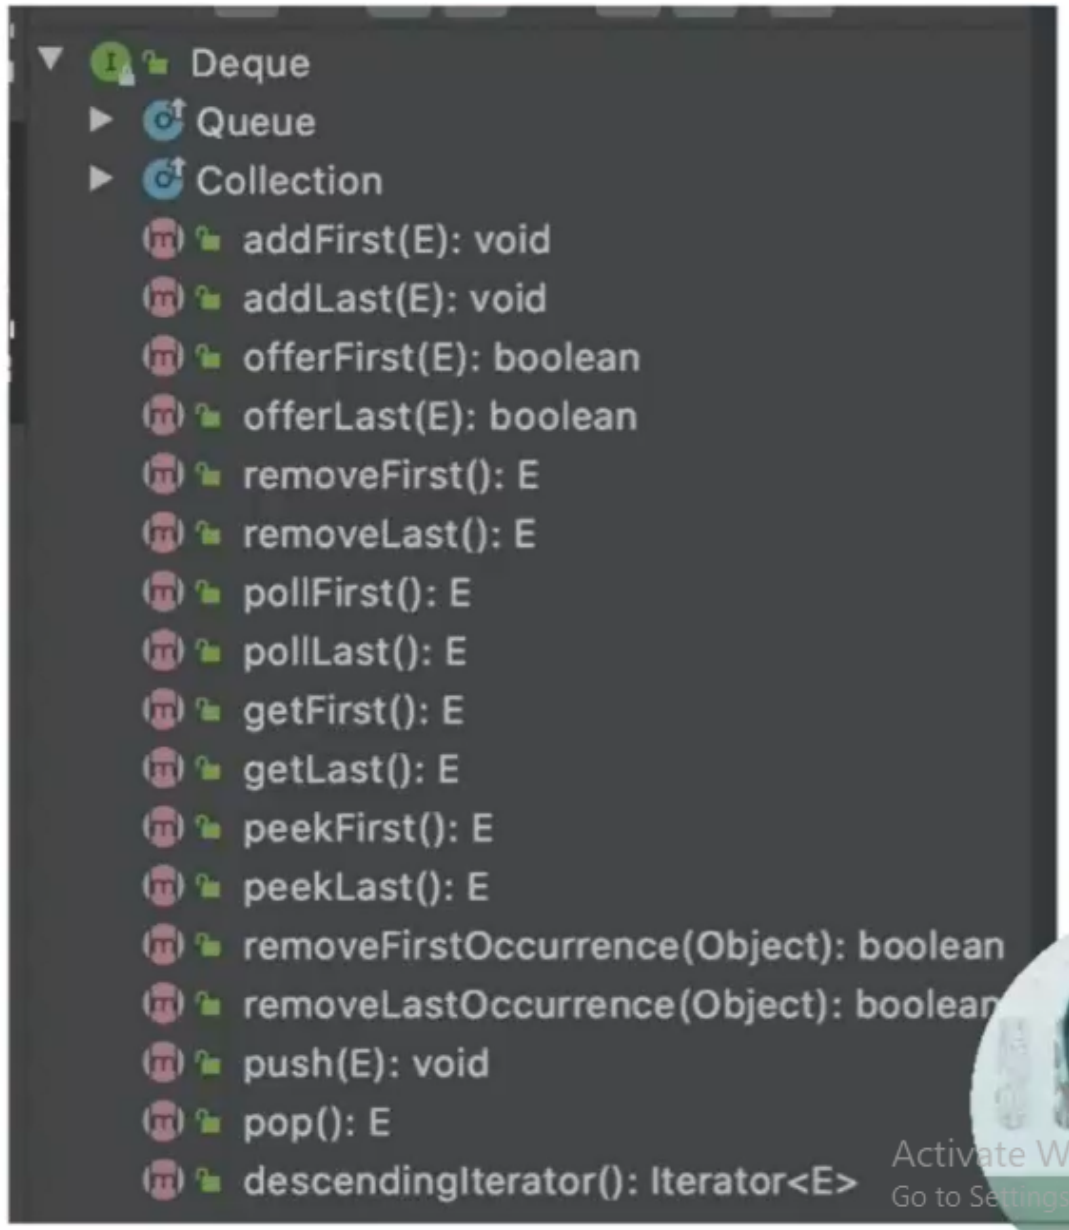 Deque
Queue
Collection
addFirst(E): void
addLast(E): void
offerFirst(E): boolean
offerLast(E): boolean
removeFirst(): E
removeLast(): E
pollFirst(): E
pollLast(): E
getFirst(): E
getLast(): E
peekFirst(): E
peekLast(): E
removeFirstOccurrence(Object): boolean
removeLastOccurrence(Object): boolean
push(E): void
pop(): E
descendingIterator(): Iterator<E>
Activate W
Go to Settings